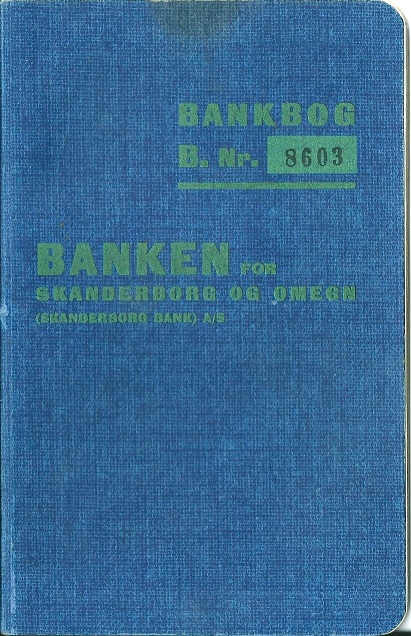 BANKBOG
B. Nr. 8603
BANKEN FOR
SKANDERBORG OG OMEGN
(SKANDERBORG BANK) A/S